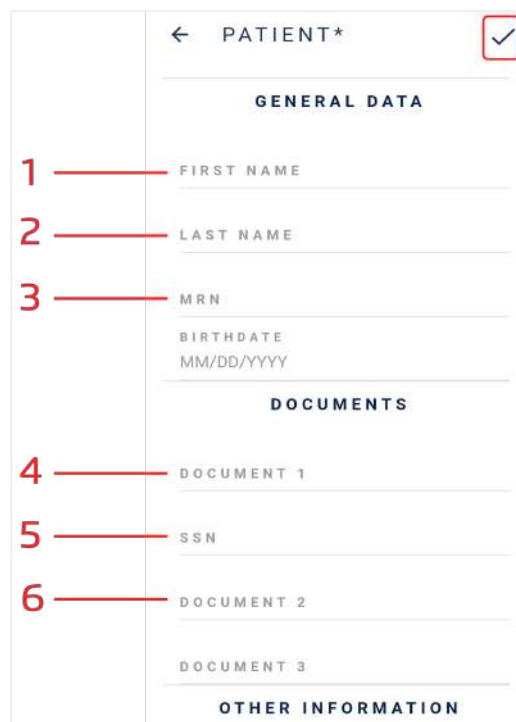 PATIENT*
GENERAL DATA
1 FIRST NAME
2 LAST NAME
3 MRN
BIRTHDATE
MM/DD/YYYY
DOCUMENTS
4 DOCUMENT 1
5 SSN
6 DOCUMENT 2
DOCUMENT 3
OTHER INFORMATION